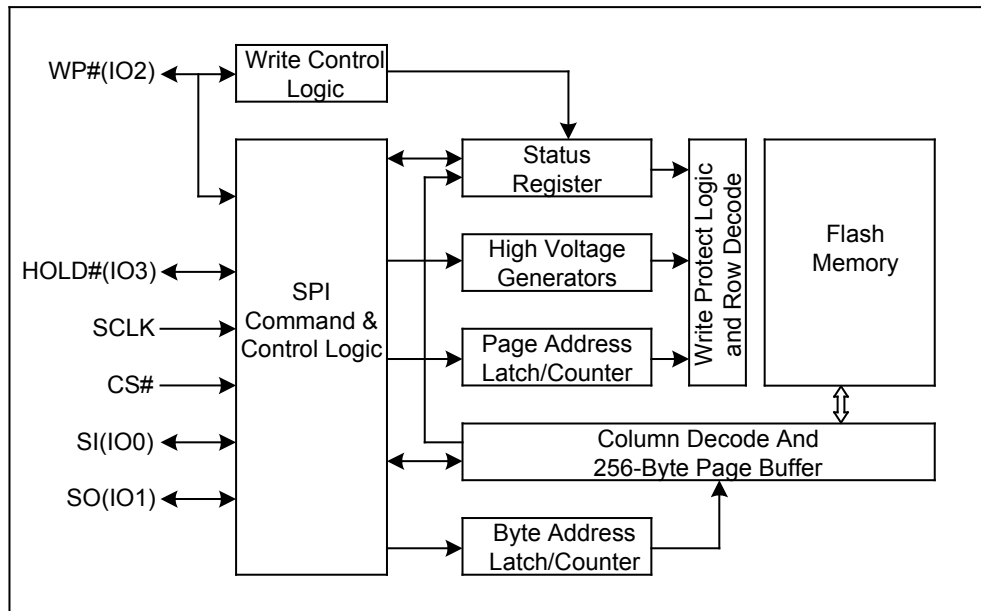 WP#(IO2)
Write Control
Logic
HOLD#(IO3)
SCLK
CS#
SI(IO0)
SO(IO1)
SPI
Command &
Control Logic
Status
Register
High Voltage
Generators
Page Address
Latch/Counter
Write Protect Logic
and Row Decode
Flash
Memory
Column Decode And
256-Byte Page Buffer
Byte Address
Latch/Counter